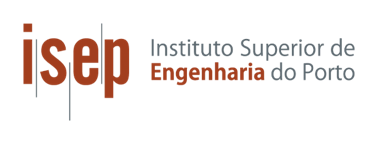 isep
Instituto Superior de
Engenharia do Porto